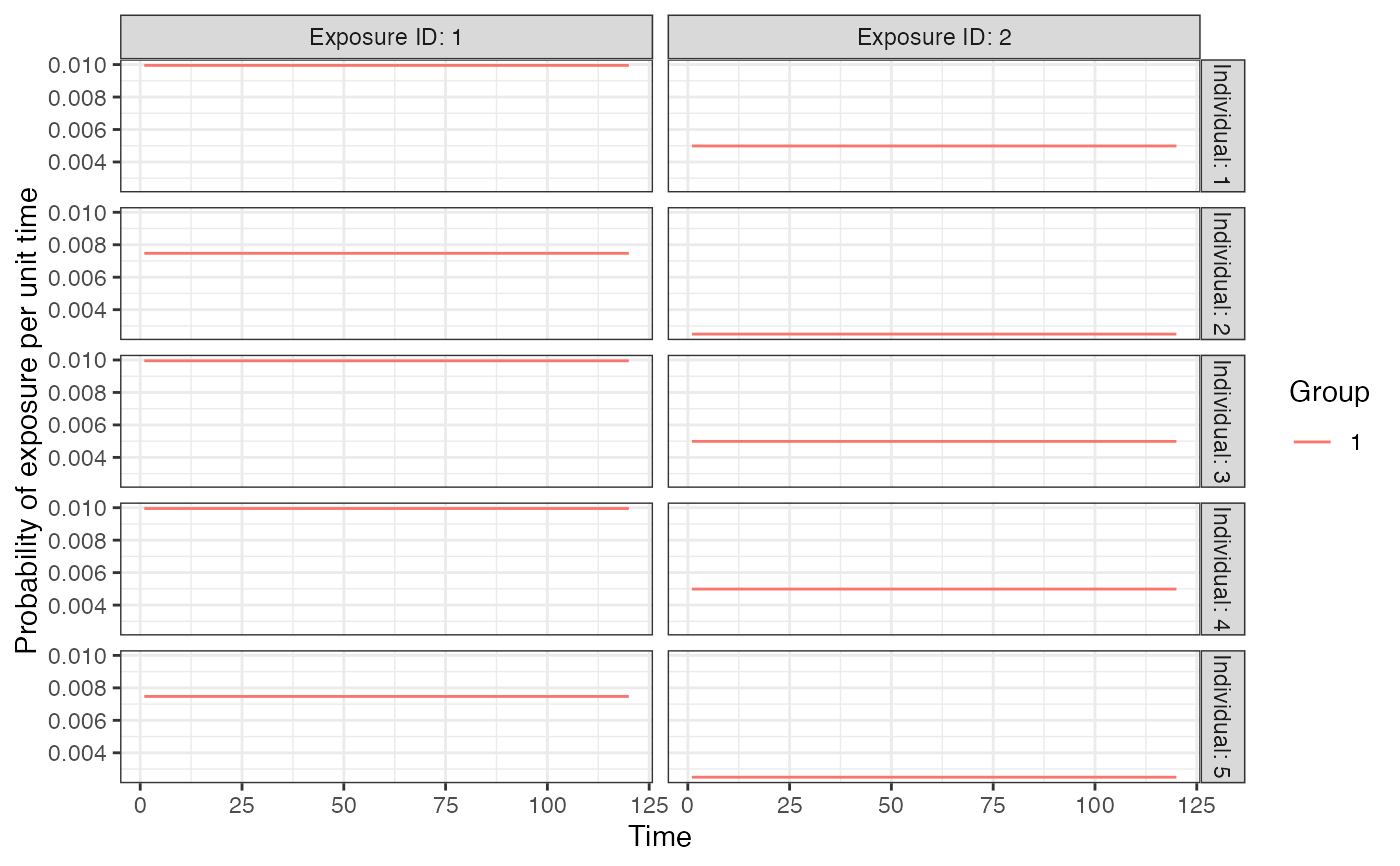 Exposure ID: 1
Exposure ID: 2
Probability of exposure per unit time
0.010
0.008
0.006
0.004
Individual: 1
0.010
0.008
0.006
0.004
Individual: 2
0.010
0.008
0.006
0.004
Individual: 3
0.010
0.008
0.006
0.004
Individual: 4
0.010
0.008
0.006
0.004
Individual: 5
0 25 50 75 100 125
0 25 50 75 100 125
Time
Group
1